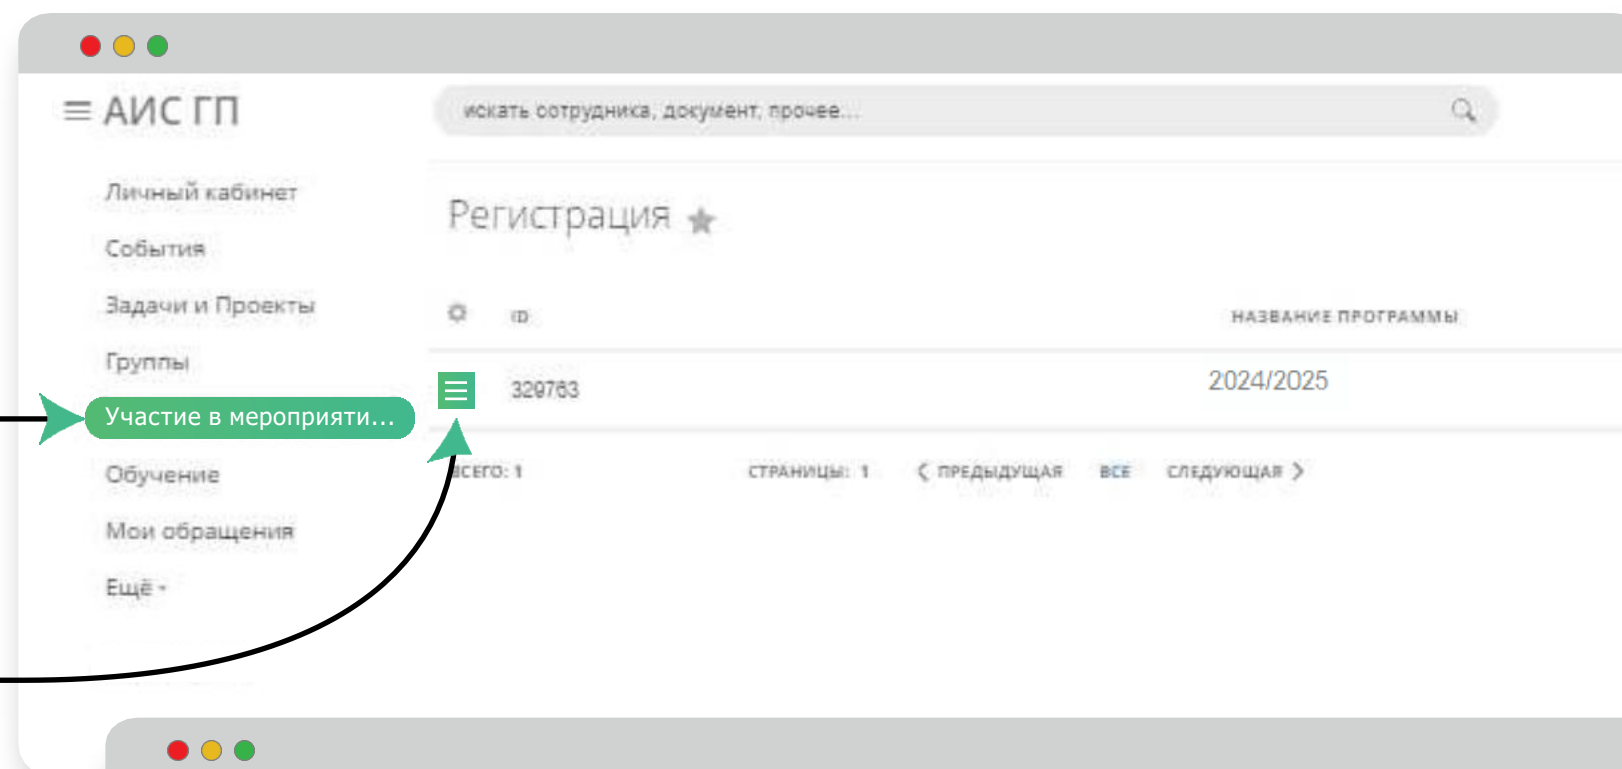 АИС ГП
искать сотрудника, документ, прочее...
Личный кабинет
События
Задачи и Проекты
Группы
Участие в мероприяти...
Обучение
Мои обращения
Ещё
Регистрация
ID
НАЗВАНИЕ ПРОГРАММЫ
329763
2024/2025
ВСЕГО: 1
СТРАНИЦЫ: 1
ПРЕДЫДУЩАЯ
ВСЕ
СЛЕДУЮЩАЯ